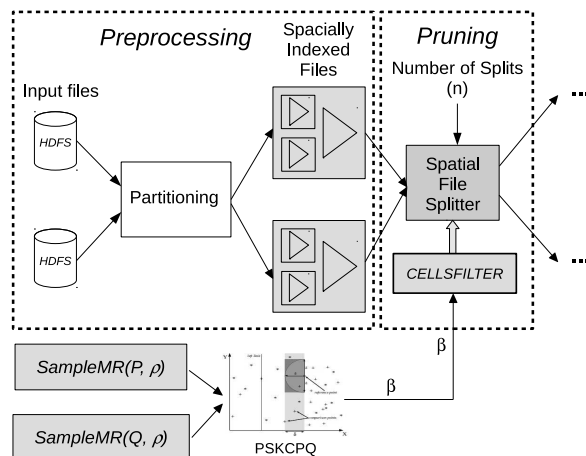 Preprocessing
Pruning
Spacially
Indexed
Files
Number of Splits
(n)
Input files
HDFS
HDFS
Partitioning
Spatial
File
Splitter
CELLSFILTER
SampleMR(P, ρ)
SampleMR(Q, ρ)
β
β
Y
X
PSKCPQ